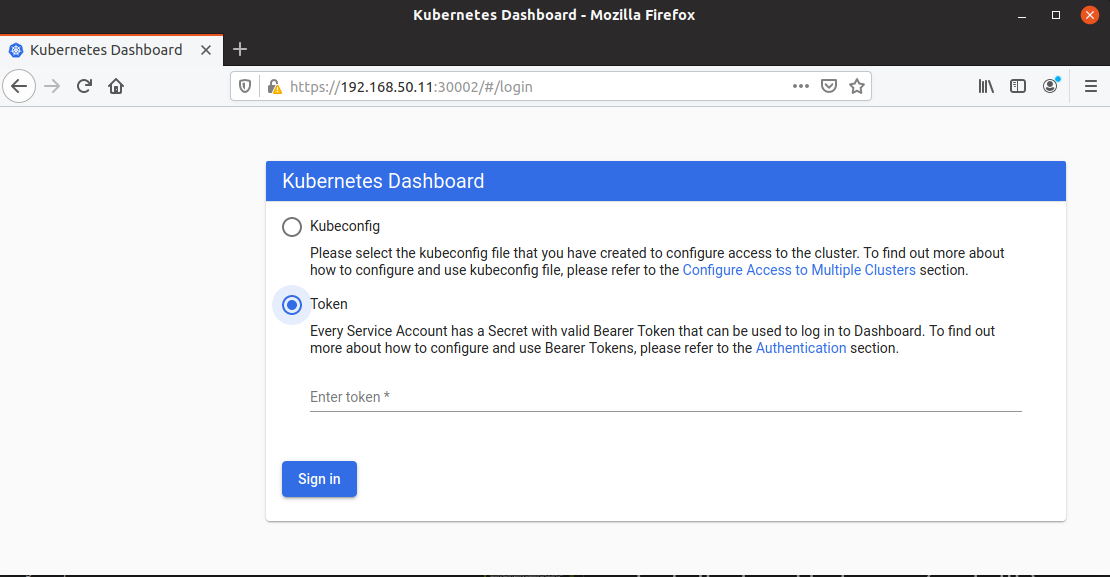 Kubernetes Dashboard - Mozilla Firefox
Kubernetes Dashboard
https://192.168.50.11:30002/#/login
Kubernetes Dashboard
Kubeconfig
Please select the kubeconfig file that you have created to configure access to the cluster. To find out more about
how to configure and use kubeconfig file, please refer to the Configure Access to Multiple Clusters section.
Token
Every Service Account has a Secret with valid Bearer Token that can be used to log in to Dashboard. To find out
more about how to configure and use Bearer Tokens, please refer to the Authentication section.
Enter token *
Sign in